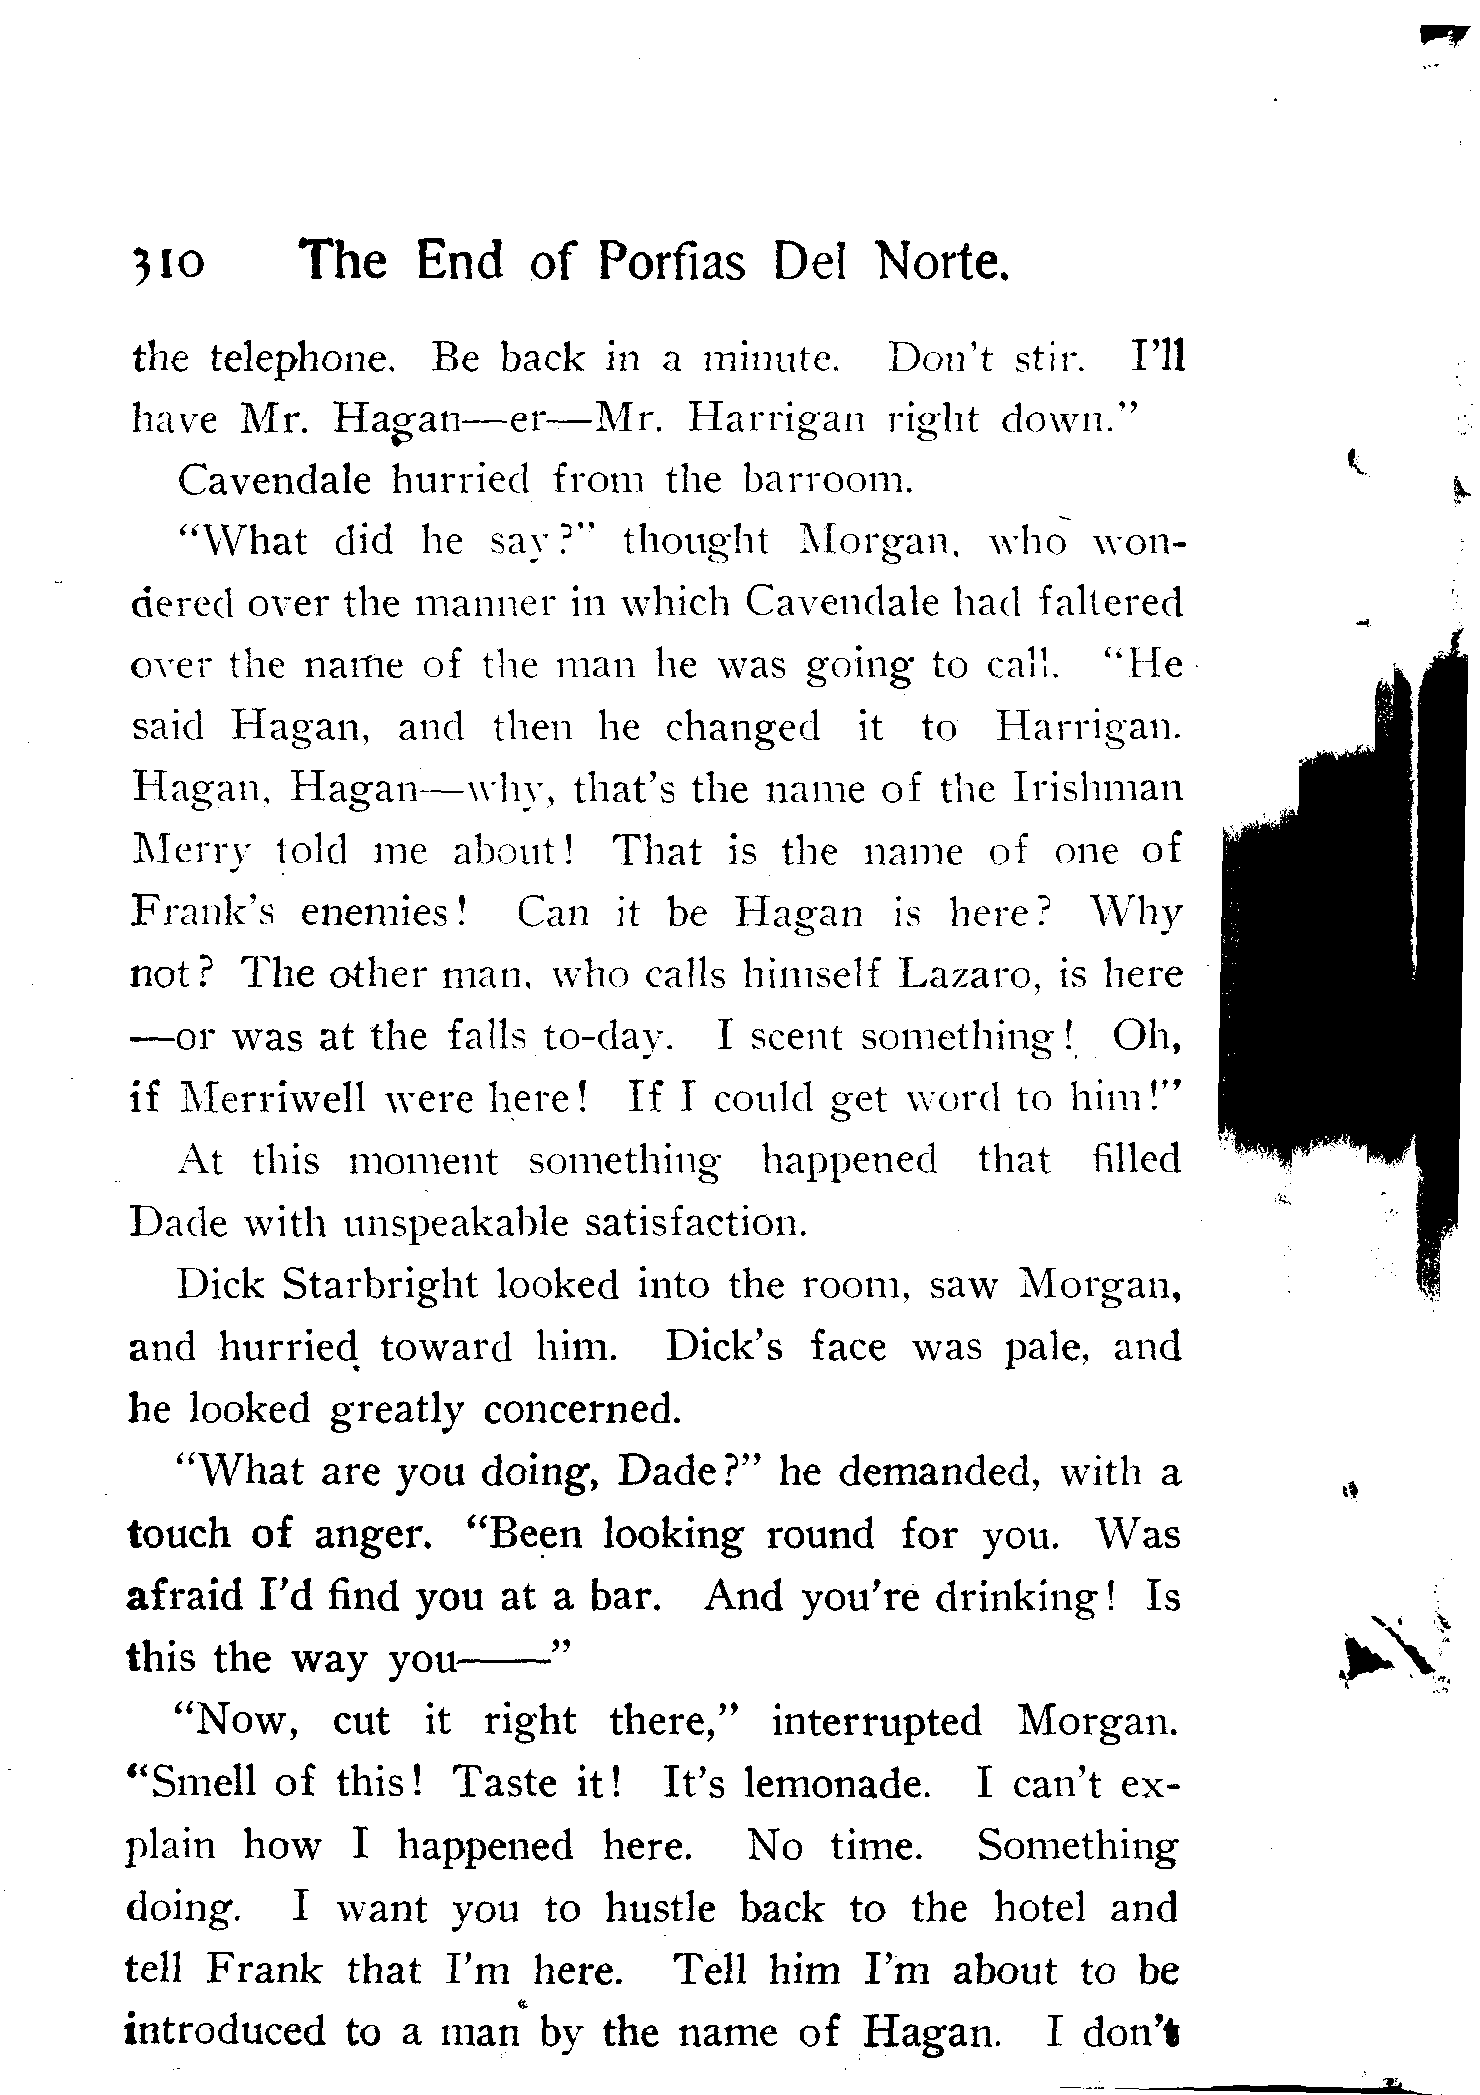 310 The End of Porfias Del Norte.
the telephone. Be back in a minute. Don't stir. I'll
have Mr. Hagan—er—Mr. Harrigan right down."
Cavendale hurried from the barroom.
"What did he say?" thought Morgan, who won-
dered over the manner in which Cavendale had faltered
over the name of the man he was going to call. "He
said Hagan, and then he changed it to Harrigan.
Hagan, Hagan—why, that's the name of the Irishman
Merry told me about! That is the name of one of
Frank's enemies! Can it be Hagan is here? Why
not? The other man, who calls himself Lazaro, is here
—or was at the falls to-day. I scent something! Oh,
if Merriwell were here! If I could get word to him!"
At this moment something happened that filled
Dade with unspeakable satisfaction.
Dick Starbright looked into the room, saw Morgan,
and hurried toward him. Dick's face was pale, and
he looked greatly concerned.
"What are you doing, Dade?" he demanded, with a
touch of anger. "Been looking round for you. Was
afraid I'd find you at a bar. And you're drinking! Is
this the way you——"
"Now, cut it right there," interrupted Morgan.
"Smell of this! Taste it! It's lemonade. I can't ex-
plain how I happened here. No time. Something
doing. I want you to hustle back to the hotel and
tell Frank that I'm here. Tell him I'm about to be
introduced to a man by the name of Hagan. I don't